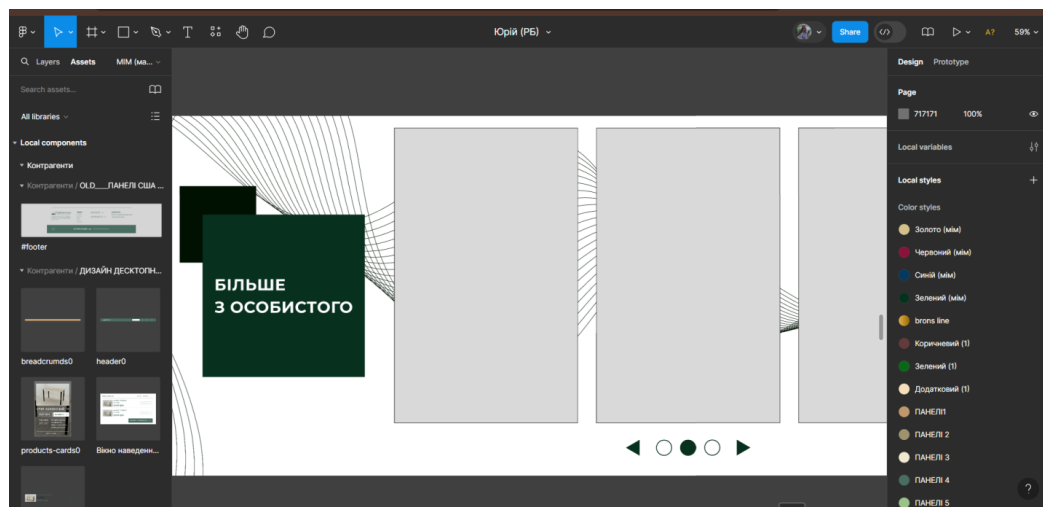 Юрій (РБ)
Share
A?
59%
Layers
Assets
МІМ (ма...
Search assets...
All libraries
Local components
Контрагенти
Контрагенти / OLD___ПАНЕЛІ США ...
#footer
Контрагенти / ДИЗАЙН ДЕСКТОПН...
breadcrumds0
header0
products-cards0
Вікно наведенн...
БІЛЬШЕ
З ОСОБИСТОГО
Design
Prototype
Page
717171
100%
Local variables
Local styles
Color styles
Золото (мім)
Червоний (мім)
Синій (мім)
Зелений (мім)
brons line
Коричневий (1)
Зелений (1)
Додатковий (1)
ПАНЕЛІ1
ПАНЕЛІ 2
ПАНЕЛІ 3
ПАНЕЛІ 4
ПАНЕЛІ 5
?